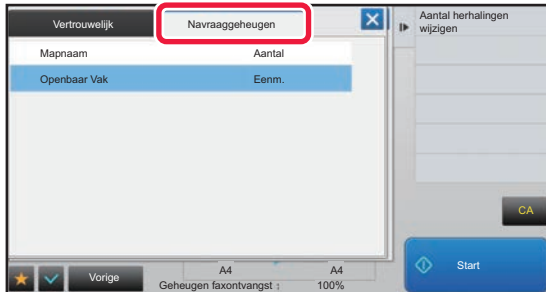 Vertrouwelijk
Navraaggeheugen
Mapnaam Aantal
Openbaar Vak Eenm.
Aantal herhalingen
wijzigen
CA
Start
Vorige
A4 A4
Geheugen faxontvangst : 100%